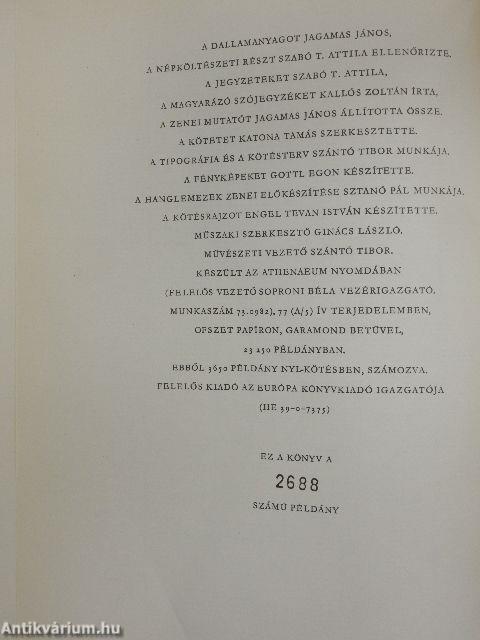 A DALLAMANYAGOT JAGAMAS JÁNOS,
A NÉPKÖLTÉSZETI RÉSZT SZABÓ T. ATTILA ELLENŐRIZTE.
A JEGYZETEKET SZABÓ T. ATTILA,
A MAGYARÁZÓ SZÓJEGYZÉKET KALLÓS ZOLTÁN ÍRTA,
A ZENEI MUTATÓT JAGAMAS JÁNOS ÁLLÍTOTTA ÖSSZE.
A KÖTETET KATONA TAMÁS SZERKESZTETTE.
A TIPOGRÁFIA ÉS A KÖTÉSTERV SZÁNTÓ TIBOR MUNKÁJA.
A FÉNYKÉPEKET GOTTL EGON KÉSZÍTETTE.
A HANGLEMEZEK ZENEI ELŐKÉSZÍTÉSE SZTANÓ PÁL MUNKÁJA.
A KÖTÉSRAJZOT ENGEL TEVAN ISTVÁN KÉSZÍTETTE.
MŰSZAKI SZERKESZTŐ GINÁCS LÁSZLÓ.
MŰVÉSZETI VEZETŐ SZÁNTÓ TIBOR.
KÉSZÜLT AZ ATHENAEUM NYOMDÁBAN
(FELELŐS VEZETŐ SOPRONI BÉLA VEZÉRIGAZGATÓ,
MUNKASZÁM 73.0982), 77 (A/5) ÍV TERJEDELEMBEN,
OFSZET PAPÍRON, GARAMOND BETŰVEL,
23 250 PÉLDÁNYBAN.
EBBŐL 3650 PÉLDÁNY NYL-KÖTÉSBEN, SZÁMOZVA.
FELELŐS KIADÓ AZ EURÓPA KÖNYVKIADÓ IGAZGATÓJA
(HE 39-0-7375)
EZ A KÖNYV A
2688
SZÁMÚ PÉLDÁNY
Antikvárium.hu